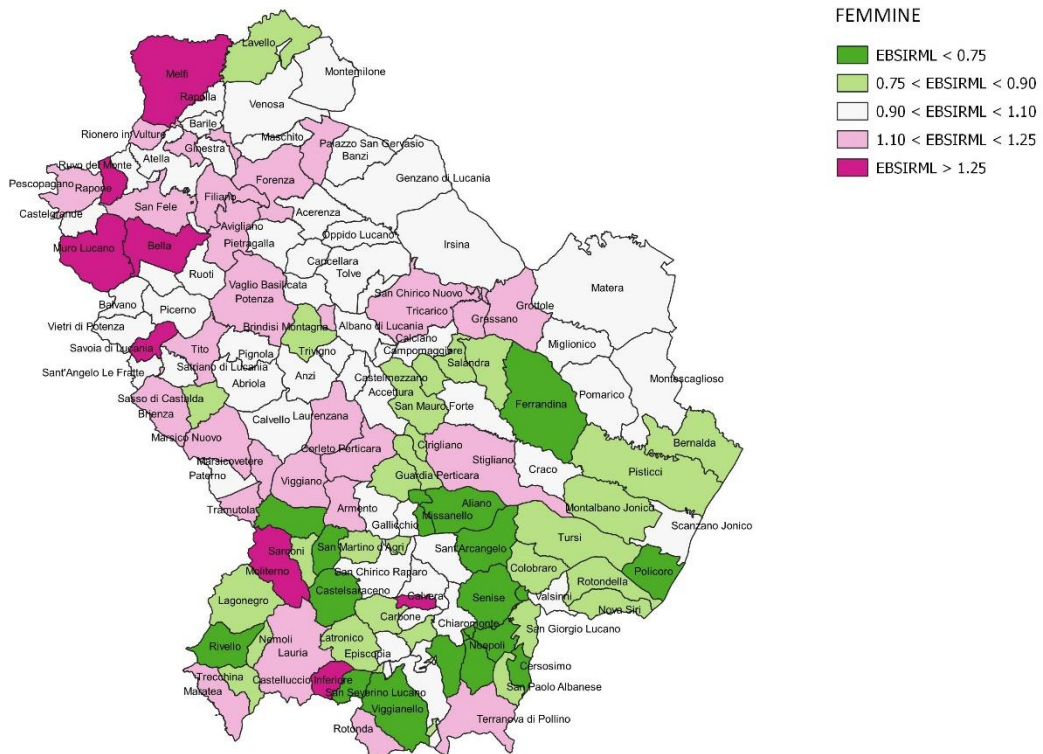 FEMMINE
EBSIRML < 0.75
0.75 < EBSIRML < 0.90
0.90 < EBSIRML < 1.10
1.10 < EBSIRML < 1.25
EBSIRML > 1.25
Lavello
Melfi
Montemilone
Rapolla
Venosa
Barile
Rionero in Vulture
Maschito
Ginestra
Palazzo San Gervasio
Atella
Banzi
Ruvo del Monte
Forenza
Genzano di Lucania
Pescopagano
Rapone
Filiano
San Fele
Castelgrande
Acerenza
Avigliano
Oppido Lucano
Pietragalla
Irsina
Muro Lucano
Bella
Cancellara
Ruoti
Tolve
Vaglio Basilicata
Matera
San Chirico Nuovo
Balvano
Potenza
Grottole
Picerno
Tricarico
Grassano
Vietri di Potenza
Brindisi Montagna
Albano di Lucania
Calciano
Miglionico
Savoia di Lucania
Tito
Pignola
Trivigno
Campomaggiore
Salandra
Sant'Angelo Le Fratte
Satriano di Lucania
Anzi
Castelmezzano
Montescaglioso
Abriola
Accettura
Pomarico
Sasso di Castalda
Ferrandina
San Mauro Forte
Brienza
Laurenzana
Calvello
Marsico Nuovo
Bernalda
Cirigliano
Corleto Perticara
Marsicovetere
Stigliano
Pisticci
Paterno
Guardia Perticara
Craco
Viggiano
Aliano
Montalbano Jonico
Tramutola
Armento
Missanello
Gallicchio
Scanzano Jonico
Tursi
Sarconi
San Martino d'Agri
Sant'Arcangelo
Colobraro
Policoro
Moliterno
San Chirico Raparo
Rotondella
Castelsaraceno
Calvera
Senise
Valsinni
Lagonegro
Nova Siri
Carbone
Chiaromonte
San Giorgio Lucano
Rivello
Nemoli
Latronico
Noepoli
Lauria
Episcopia
Cersosimo
Trecchina
Castelluccio Inferiore
San Paolo Albanese
Maratea
San Severino Lucano
Viggianello
Terranova di Pollino
Rotonda